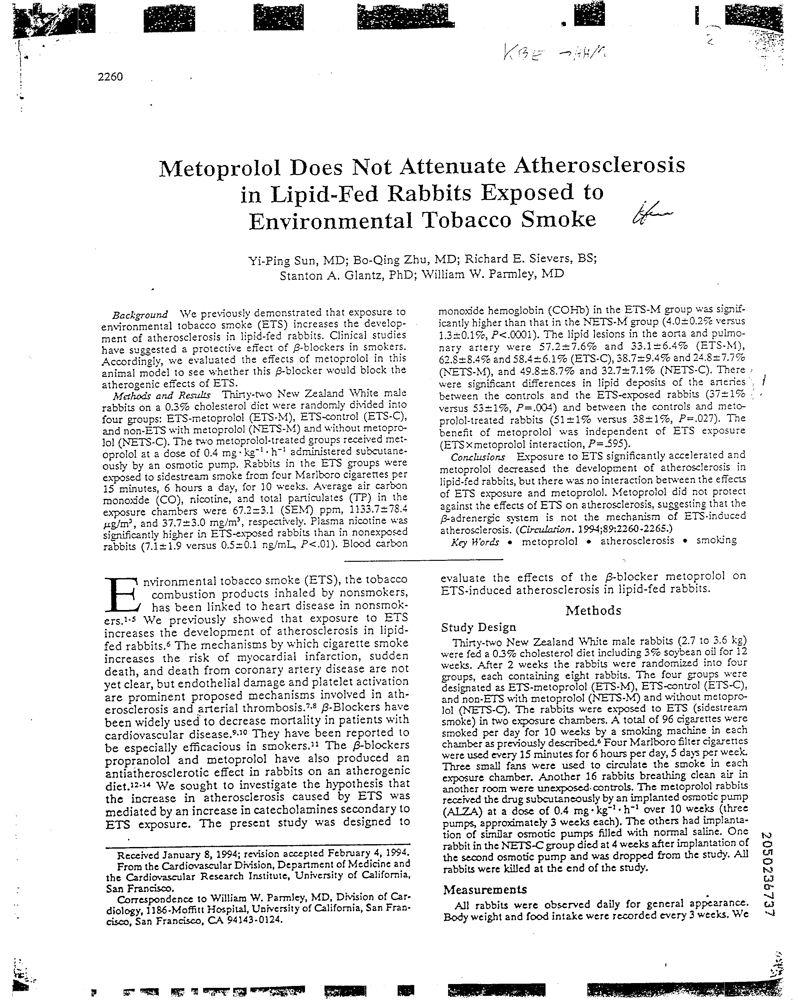 KBE → HHM
2
2260
Metoprolol Does Not Attenuate Atherosclerosis
in Lipid-Fed Rabbits Exposed to
Environmental Tobacco Smoke
Yi-Ping Sun, MD; Bo-Qing Zhu, MD; Richard E. Sievers, BS;
Stanton A. Glantz, PhD; William W. Parmley, MD
Background We previously demonstrated that exposure to
environmental tobacco smoke (ETS) increases the develop-
ment of atherosclerosis in lipid-fed rabbits. Clinical studies
have suggested a protective effect of β-blockers in smokers.
Accordingly, we evaluated the effects of metoprolol in this
animal model to see whether this β-blocker would block the
atherogenic effects of ETS.
Methods and Results Thirty-two New Zealand White male
rabbits on a 0.3% cholesterol diet were randomly divided into
four groups: ETS-metoprolol (ETS-M), ETS-control (ETS-C),
and non-ETS with metoprolol (NETS-M) and without metopro-
lol (NETS-C). The two metoprolol-treated groups received met-
oprolol at a dose of 0.4 mg · kg⁻¹ · h⁻¹ administered subcutane-
ously by an osmotic pump. Rabbits in the ETS groups were
exposed to sidestream smoke from four Marlboro cigarettes per
15 minutes, 6 hours a day, for 10 weeks. Average air carbon
monoxide (CO), nicotine, and total particulates (TP) in the
exposure chambers were 67.2±3.1 (SEM) ppm, 1133.7±78.4
μg/m³, and 37.7±3.0 mg/m³, respectively. Plasma nicotine was
significantly higher in ETS-exposed rabbits than in nonexposed
rabbits (7.1±1.9 versus 0.5±0.1 ng/mL, P<.01). Blood carbon
monoxide hemoglobin (COHb) in the ETS-M group was signif-
icantly higher than that in the NETS-M group (4.0±0.2% versus
1.3±0.1%, P<.0001). The lipid lesions in the aorta and pulmo-
nary artery were 57.2±7.6% and 33.1±6.4% (ETS-M),
62.8±8.4% and 58.4±6.1% (ETS-C), 38.7±9.4% and 24.8±7.7%
(NETS-M), and 49.8±8.7% and 32.7±7.1% (NETS-C). There
were significant differences in lipid deposits of the arteries
between the controls and the ETS-exposed rabbits (37±1%
versus 53±1%, P=.004) and between the controls and meto-
prolol-treated rabbits (51±1% versus 38±1%, P=.027). The
benefit of metoprolol was independent of ETS exposure
(ETS×metoprolol interaction, P=.595).
Conclusions Exposure to ETS significantly accelerated and
metoprolol decreased the development of atherosclerosis in
lipid-fed rabbits, but there was no interaction between the effects
of ETS exposure and metoprolol. Metoprolol did not protect
against the effects of ETS on atherosclerosis, suggesting that the
β-adrenergic system is not the mechanism of ETS-induced
atherosclerosis. (Circulation. 1994;89:2260-2265.)
Key Words • metoprolol • atherosclerosis • smoking
Environmental tobacco smoke (ETS), the tobacco
combustion products inhaled by nonsmokers,
has been linked to heart disease in nonsmok-
ers.¹⁻⁵ We previously showed that exposure to ETS
increases the development of atherosclerosis in lipid-
fed rabbits.⁶ The mechanisms by which cigarette smoke
increases the risk of myocardial infarction, sudden
death, and death from coronary artery disease are not
yet clear, but endothelial damage and platelet activation
are prominent proposed mechanisms involved in ath-
erosclerosis and arterial thrombosis.⁷,⁸ β-Blockers have
been widely used to decrease mortality in patients with
cardiovascular disease.⁹,¹⁰ They have been reported to
be especially efficacious in smokers.¹¹ The β-blockers
propranolol and metoprolol have also produced an
antiatherosclerotic effect in rabbits on an atherogenic
diet.¹²⁻¹⁴ We sought to investigate the hypothesis that
the increase in atherosclerosis caused by ETS was
mediated by an increase in catecholamines secondary to
ETS exposure. The present study was designed to
Received January 8, 1994; revision accepted February 4, 1994.
From the Cardiovascular Division, Department of Medicine and
the Cardiovascular Research Institute, University of California,
San Francisco.
Correspondence to William W. Parmley, MD, Division of Car-
diology, 1186-Moffitt Hospital, University of California, San Fran-
cisco, San Francisco, CA 94143-0124.
evaluate the effects of the β-blocker metoprolol on
ETS-induced atherosclerosis in lipid-fed rabbits.
Methods
Study Design
Thirty-two New Zealand White male rabbits (2.7 to 3.6 kg)
were fed a 0.3% cholesterol diet including 3% soybean oil for 12
weeks. After 2 weeks the rabbits were randomized into four
groups, each containing eight rabbits. The four groups were
designated as ETS-metoprolol (ETS-M), ETS-control (ETS-C),
and non-ETS with metoprolol (NETS-M) and without metopro-
lol (NETS-C). The rabbits were exposed to ETS (sidestream
smoke) in two exposure chambers. A total of 96 cigarettes were
smoked per day for 10 weeks by a smoking machine in each
chamber as previously described.⁶ Four Marlboro filter cigarettes
were used every 15 minutes for 6 hours per day, 5 days per week.
Three small fans were used to circulate the smoke in each
exposure chamber. Another 16 rabbits breathing clean air in
another room were unexposed controls. The metoprolol rabbits
received the drug subcutaneously by an implanted osmotic pump
(ALZA) at a dose of 0.4 mg · kg⁻¹ · h⁻¹ over 10 weeks (three
pumps, approximately 3 weeks each). The others had implanta-
tion of similar osmotic pumps filled with normal saline. One
rabbit in the NETS-C group died at 4 weeks after implantation of
the second osmotic pump and was dropped from the study. All
rabbits were killed at the end of the study.
Measurements
All rabbits were observed daily for general appearance.
Body weight and food intake were recorded every 3 weeks. We
2050236737